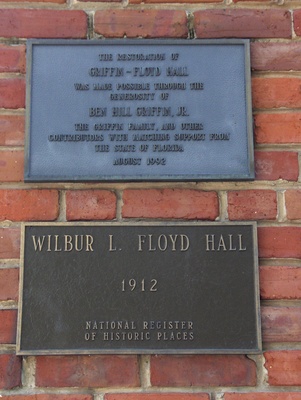 THE RESTORATION OF
GRIFFIN-FLOYD HALL
WAS MADE POSSIBLE THROUGH THE
GENEROSITY OF
BEN HILL GRIFFIN, JR.
THE GRIFFIN FAMILY, AND OTHER
CONTRIBUTORS WITH MATCHING SUPPORT FROM
THE STATE OF FLORIDA
AUGUST 1992
WILBUR L. FLOYD HALL
1912
NATIONAL REGISTER
OF HISTORIC PLACES